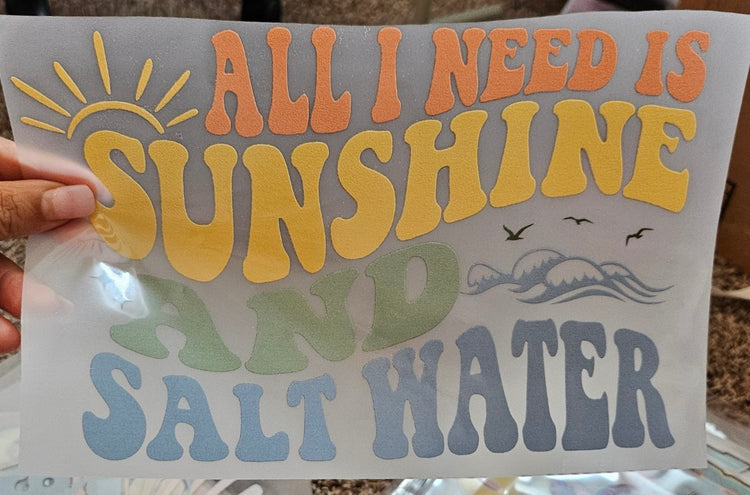 ALL I NEED IS
SUNSHINE
AND
SALT WATER